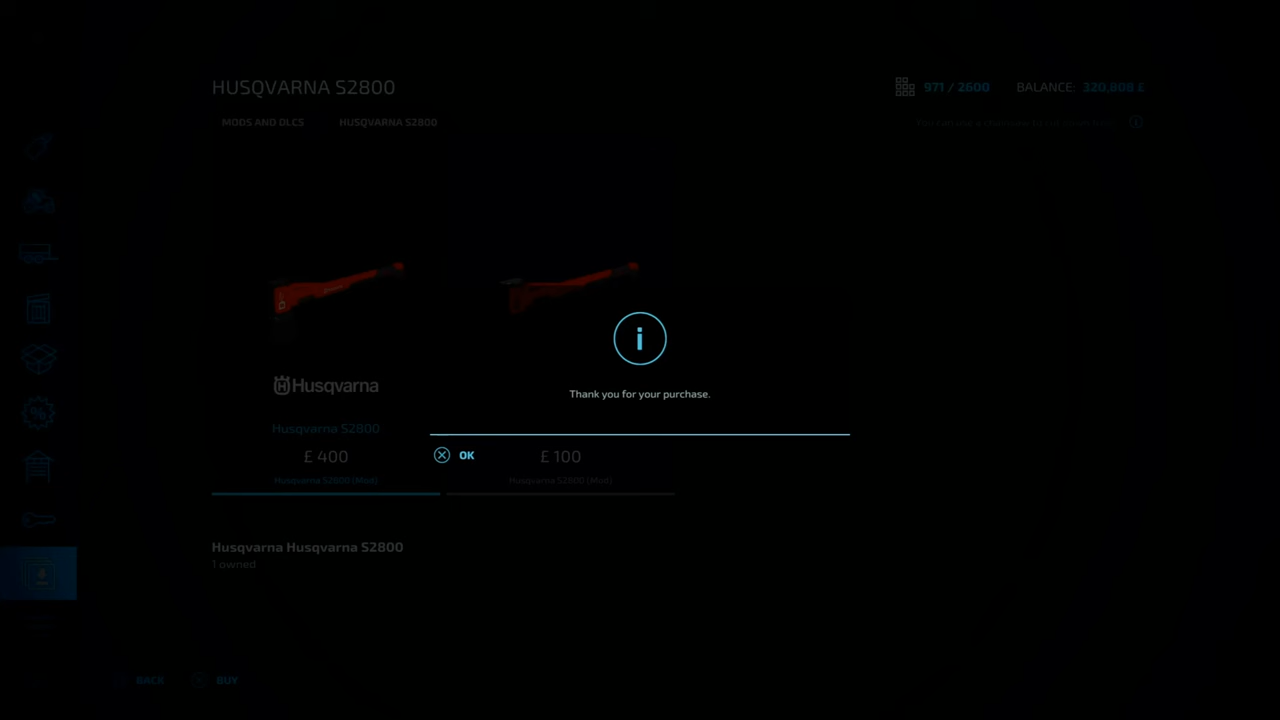 HUSQVARNA S2800
971 / 2600
BALANCE: 320,808 £
MODS AND DLCS
HUSQVARNA S2800
Husqvarna
Thank you for your purchase.
Husqvarna S2800
£ 400
OK
£ 100
Husqvarna S2800 (Mod)
Husqvarna S2800 (Mod)
Husqvarna Husqvarna S2800
1 owned
BACK
BUY